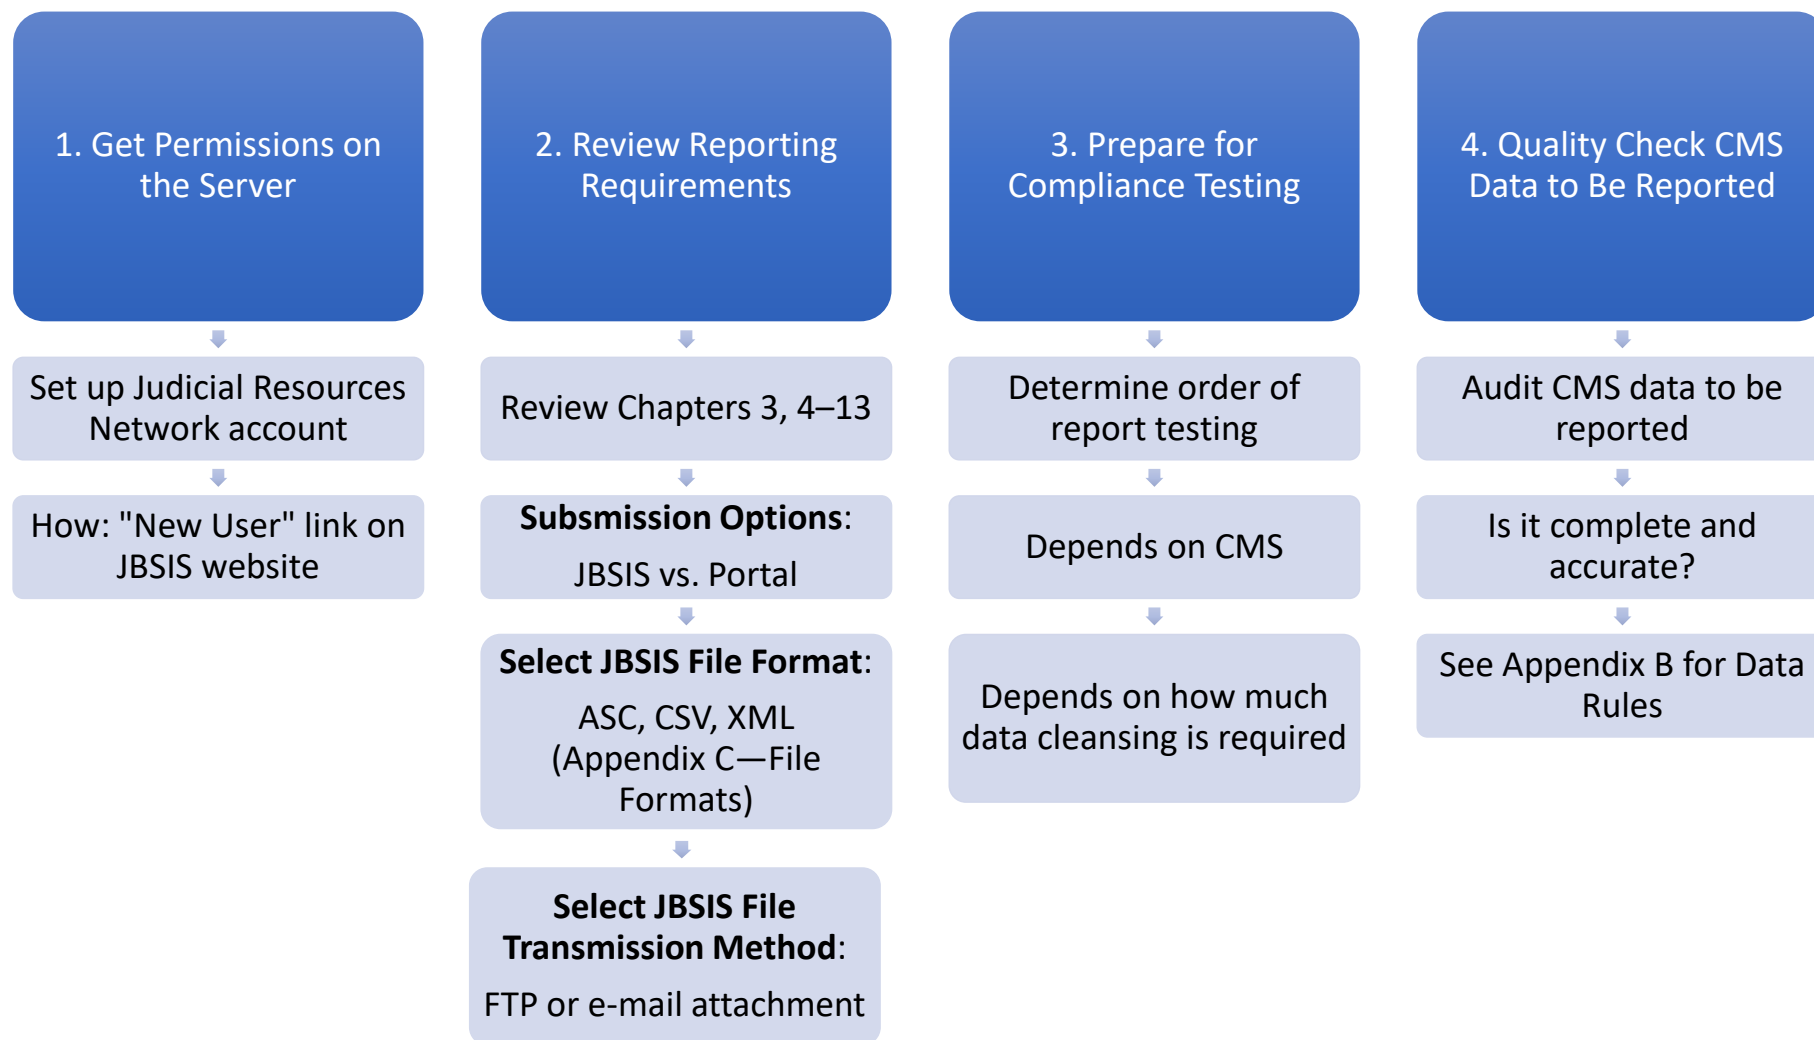 1. Get Permissions on
the Server
Set up Judicial Resources
Network account
How: "New User" link on
JBSIS website
2. Review Reporting
Requirements
Review Chapters 3, 4–13
Subsmission Options:
JBSIS vs. Portal
Select JBSIS File Format:
ASC, CSV, XML
(Appendix C—File
Formats)
Select JBSIS File
Transmission Method:
FTP or e-mail attachment
3. Prepare for
Compliance Testing
Determine order of
report testing
Depends on CMS
Depends on how much
data cleansing is required
4. Quality Check CMS
Data to Be Reported
Audit CMS data to be
reported
Is it complete and
accurate?
See Appendix B for Data
Rules